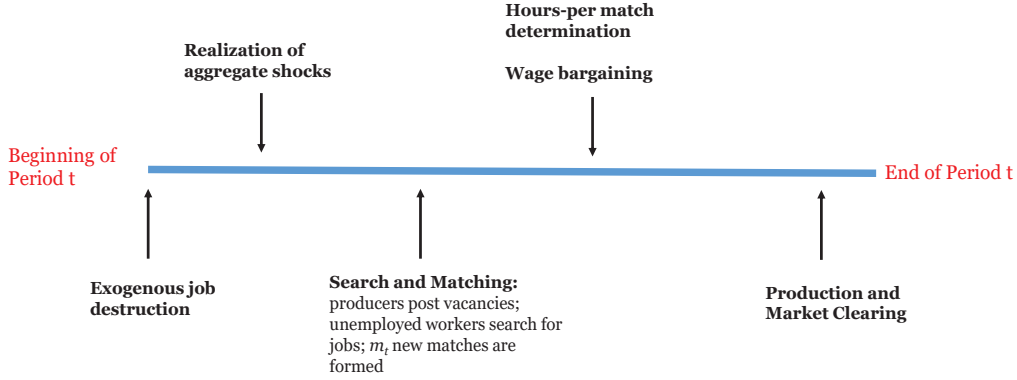 Hours-per match
determination
Wage bargaining
Realization of
aggregate shocks
Beginning of
Period t
End of Period t
Exogenous job
destruction
Search and Matching:
producers post vacancies;
unemployed workers search for
jobs; mt new matches are
formed
Production and
Market Clearing